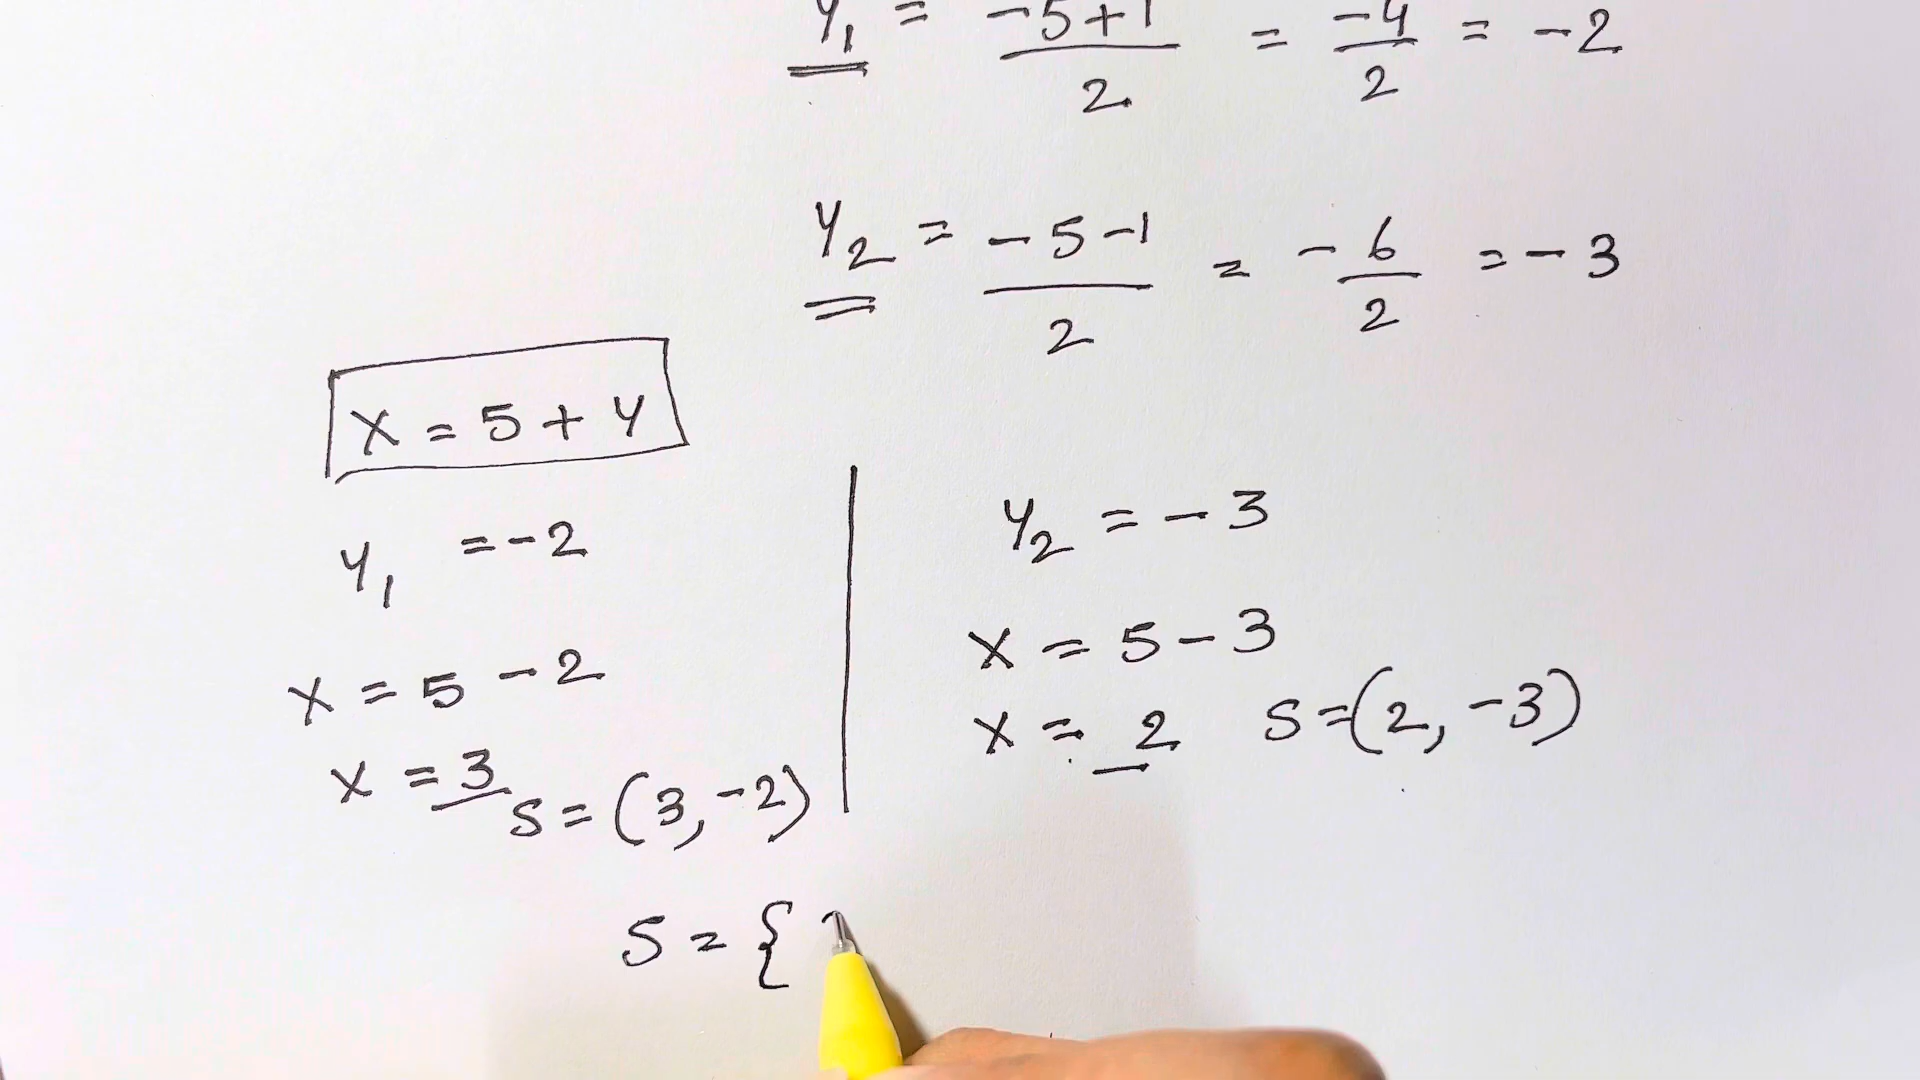 Y₁ = (-5+1)/2 = -4/2 = -2
Y₂ = (-5-1)/2 = -6/2 = -3
X = 5 + Y
Y₁ = -2
X = 5 - 2
X = 3 S = (3, -2)
Y₂ = -3
X = 5 - 3
X = 2 S = (2, -3)
S = {